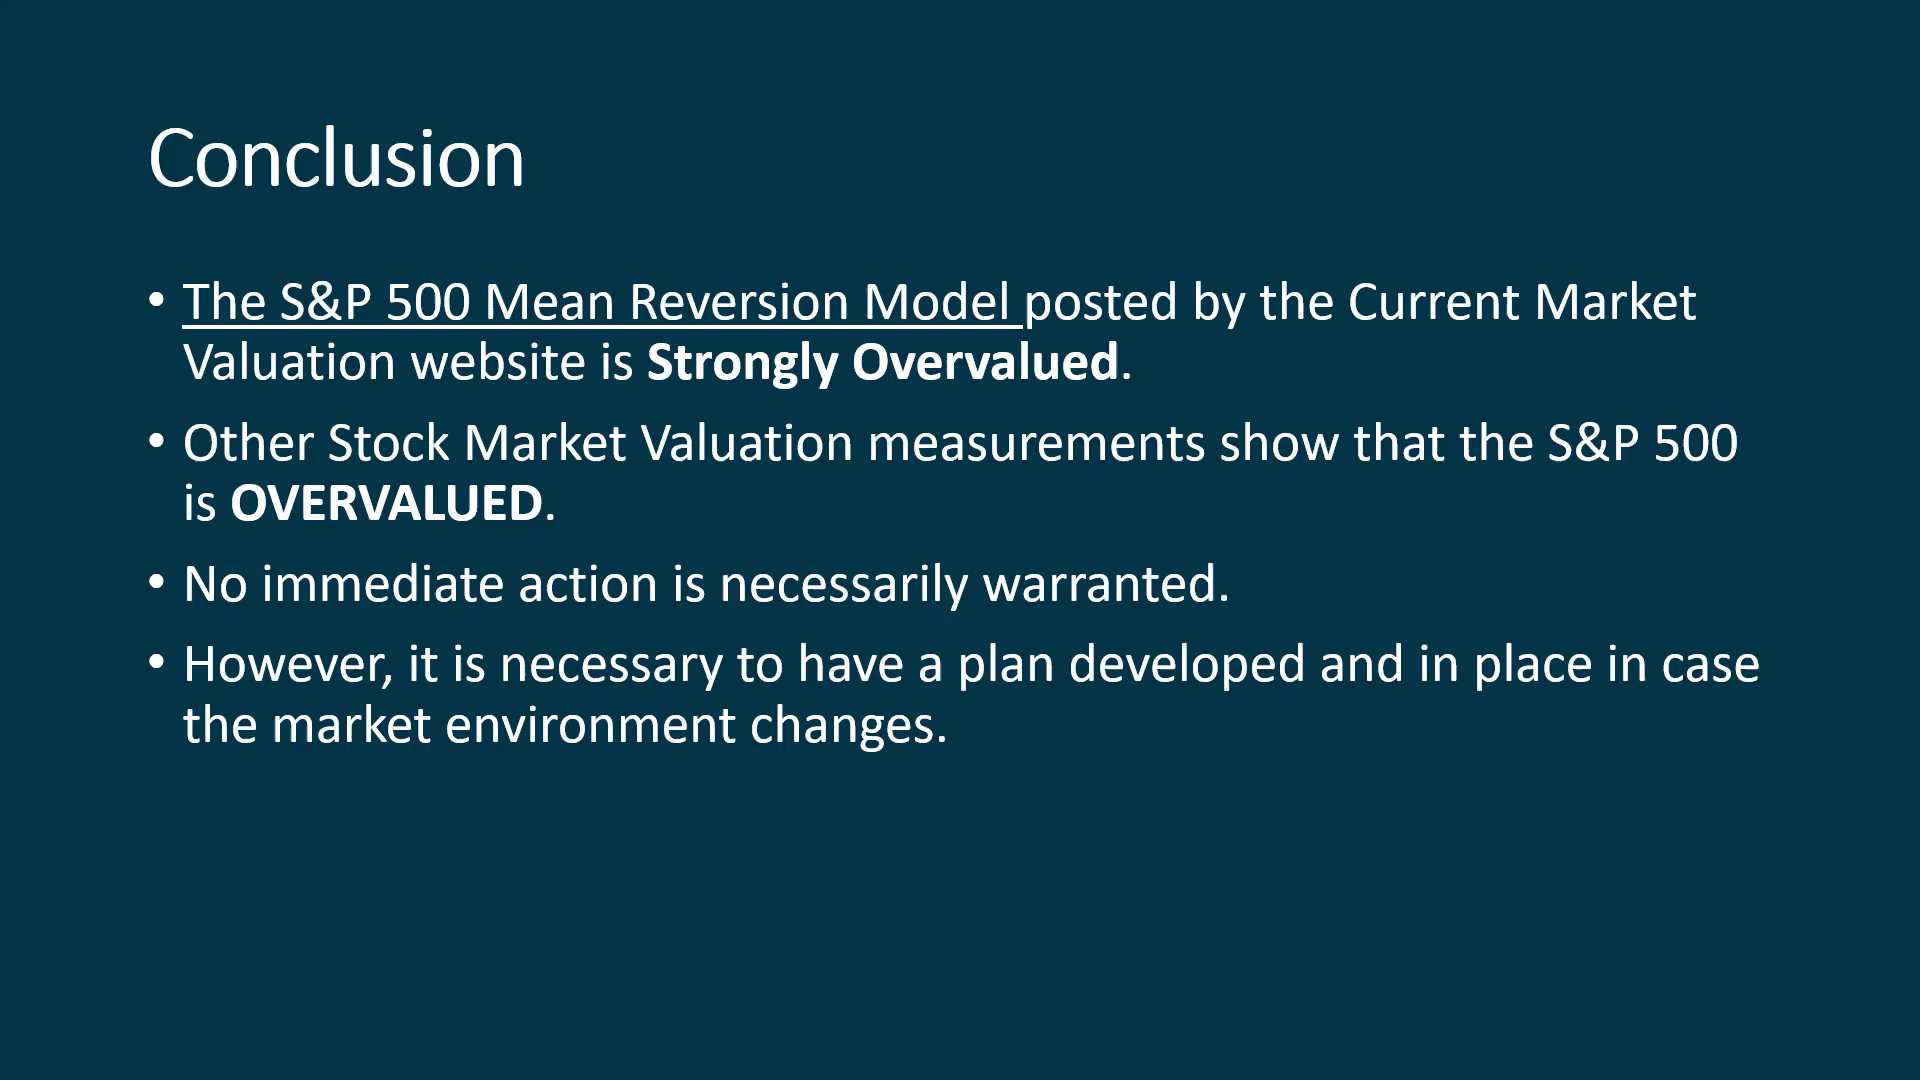 Conclusion
• The S&P 500 Mean Reversion Model posted by the Current Market
Valuation website is Strongly Overvalued.
• Other Stock Market Valuation measurements show that the S&P 500
is OVERVALUED.
• No immediate action is necessarily warranted.
• However, it is necessary to have a plan developed and in place in case
the market environment changes.